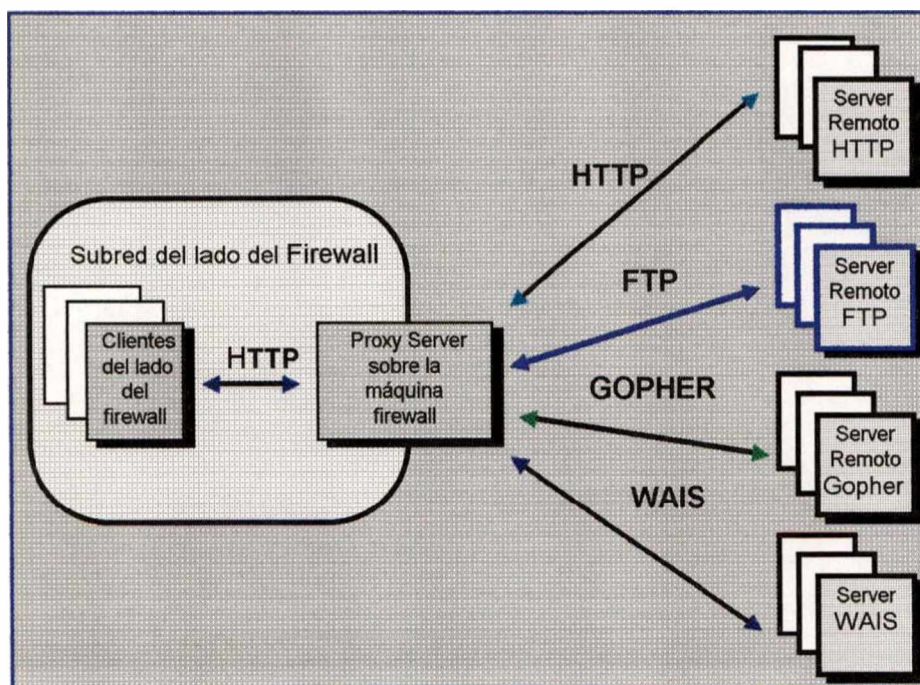 Server
Remoto
HTTP
HTTP
Subred del lado del Firewall
FTP
Server
Remoto
FTP
Clientes
del lado
del
firewall
HTTP
Proxy Server
sobre la
máquina
firewall
GOPHER
Server
Remoto
Gopher
WAIS
Server
WAIS